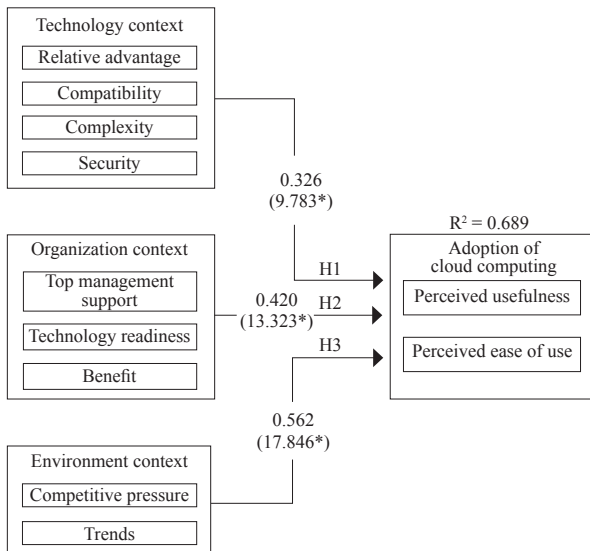 Technology context
Relative advantage
Compatibility
Complexity
Security
0.326
(9.783*)
R² = 0.689
Organization context
Top management
support
Technology readiness
Benefit
0.420
(13.323*)
H1
H2
H3
Adoption of
cloud computing
Perceived usefulness
Perceived ease of use
0.562
(17.846*)
Environment context
Competitive pressure
Trends